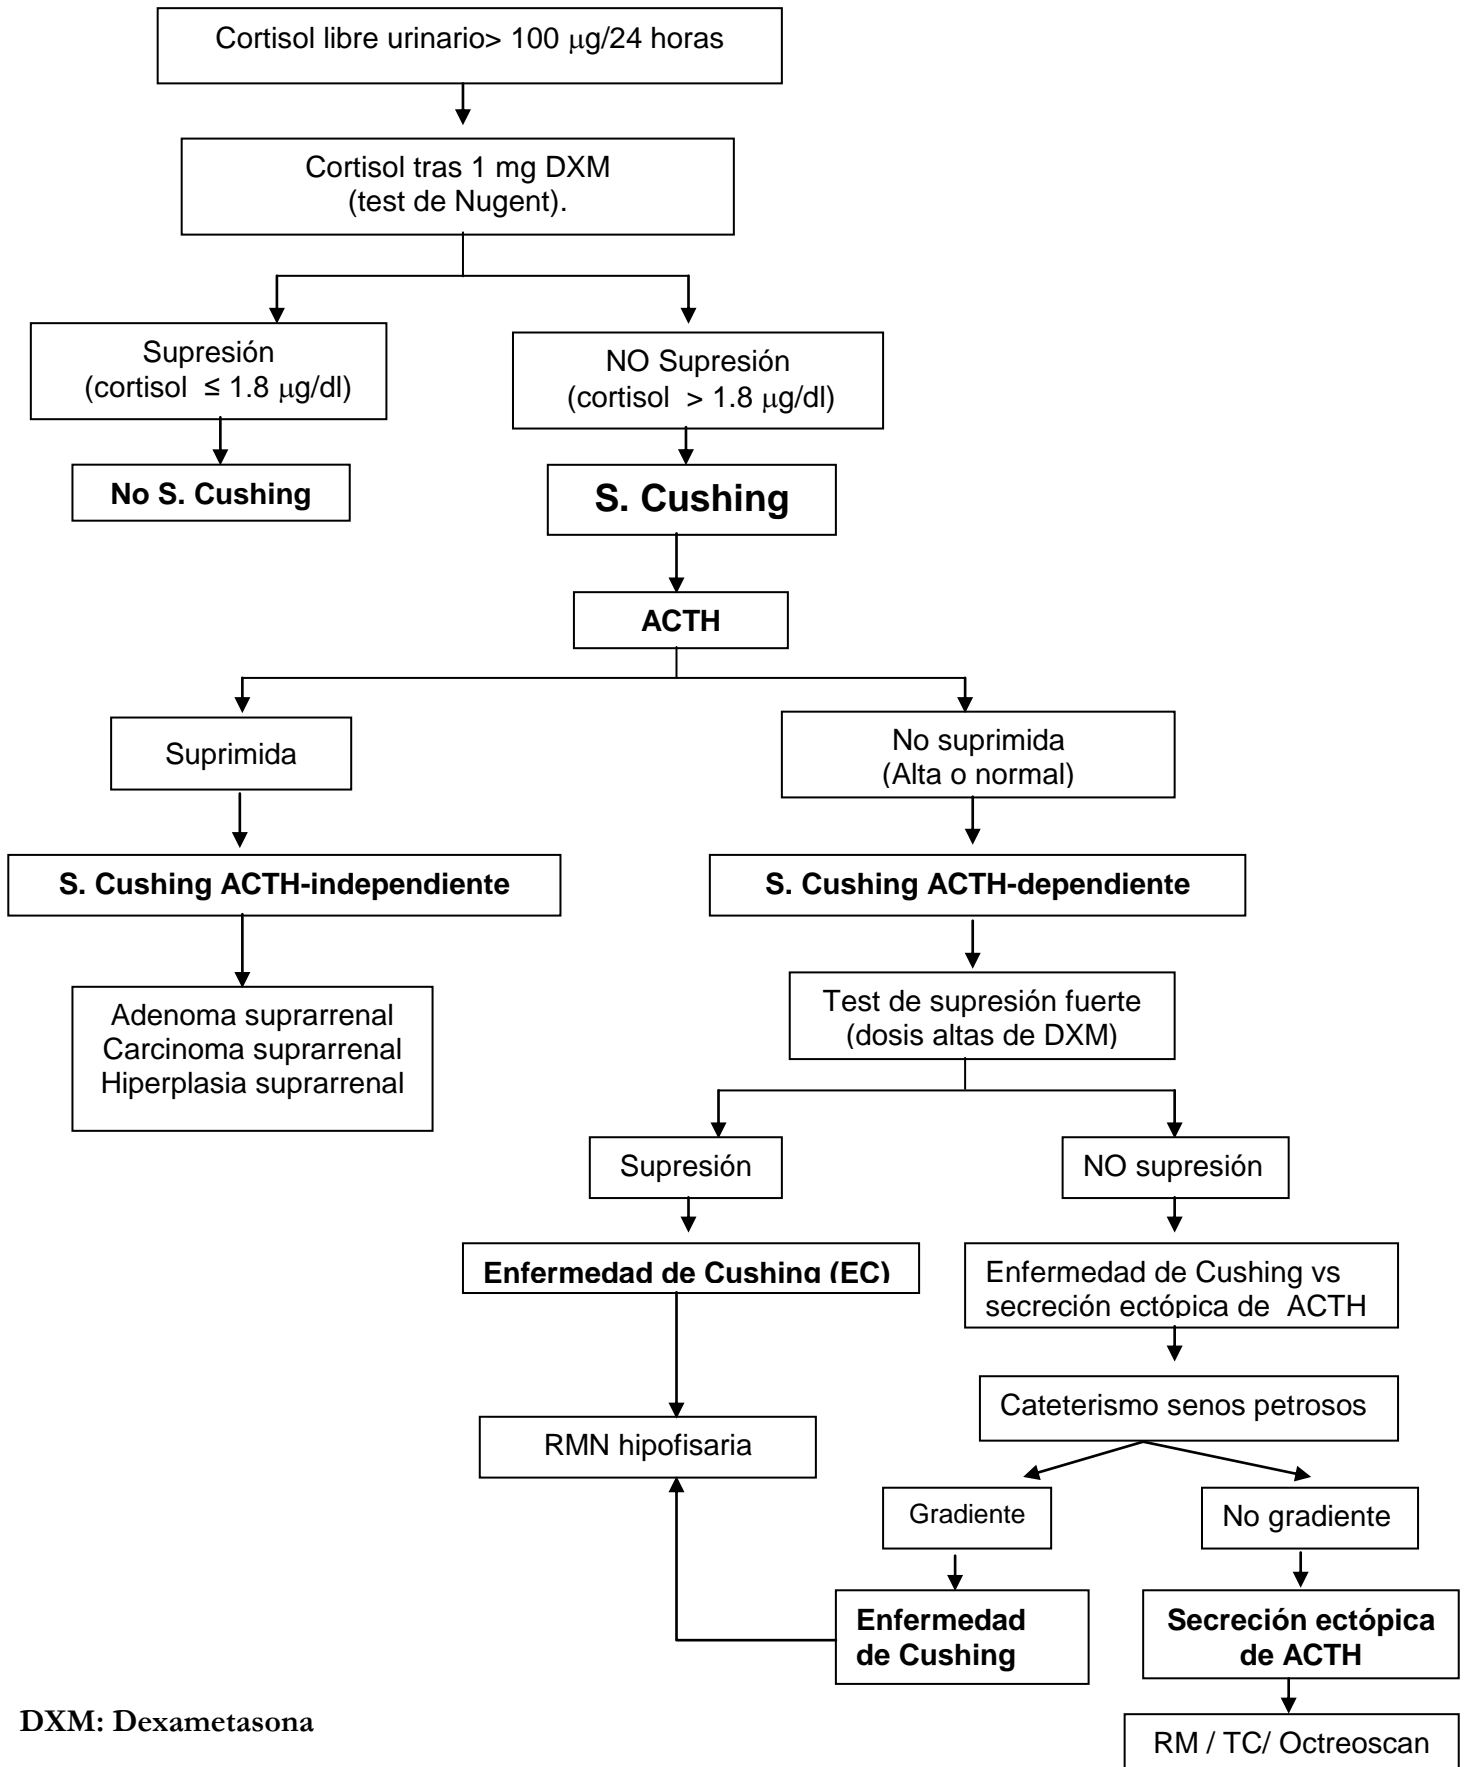 Cortisol libre urinario> 100 μg/24 horas
Cortisol tras 1 mg DXM
(test de Nugent).
Supresión
(cortisol ≤ 1.8 μg/dl)
NO Supresión
(cortisol > 1.8 μg/dl)
No S. Cushing
S. Cushing
ACTH
Suprimida
No suprimida
(Alta o normal)
S. Cushing ACTH-independiente
S. Cushing ACTH-dependiente
Adenoma suprarrenal
Carcinoma suprarrenal
Hiperplasia suprarrenal
Test de supresión fuerte
(dosis altas de DXM)
Supresión
NO supresión
Enfermedad de Cushing (EC)
Enfermedad de Cushing vs
secreción ectópica de ACTH
Cateterismo senos petrosos
RMN hipofisaria
Gradiente
No gradiente
Enfermedad
de Cushing
Secreción ectópica
de ACTH
DXM: Dexametasona
RM / TC/ Octreoscan